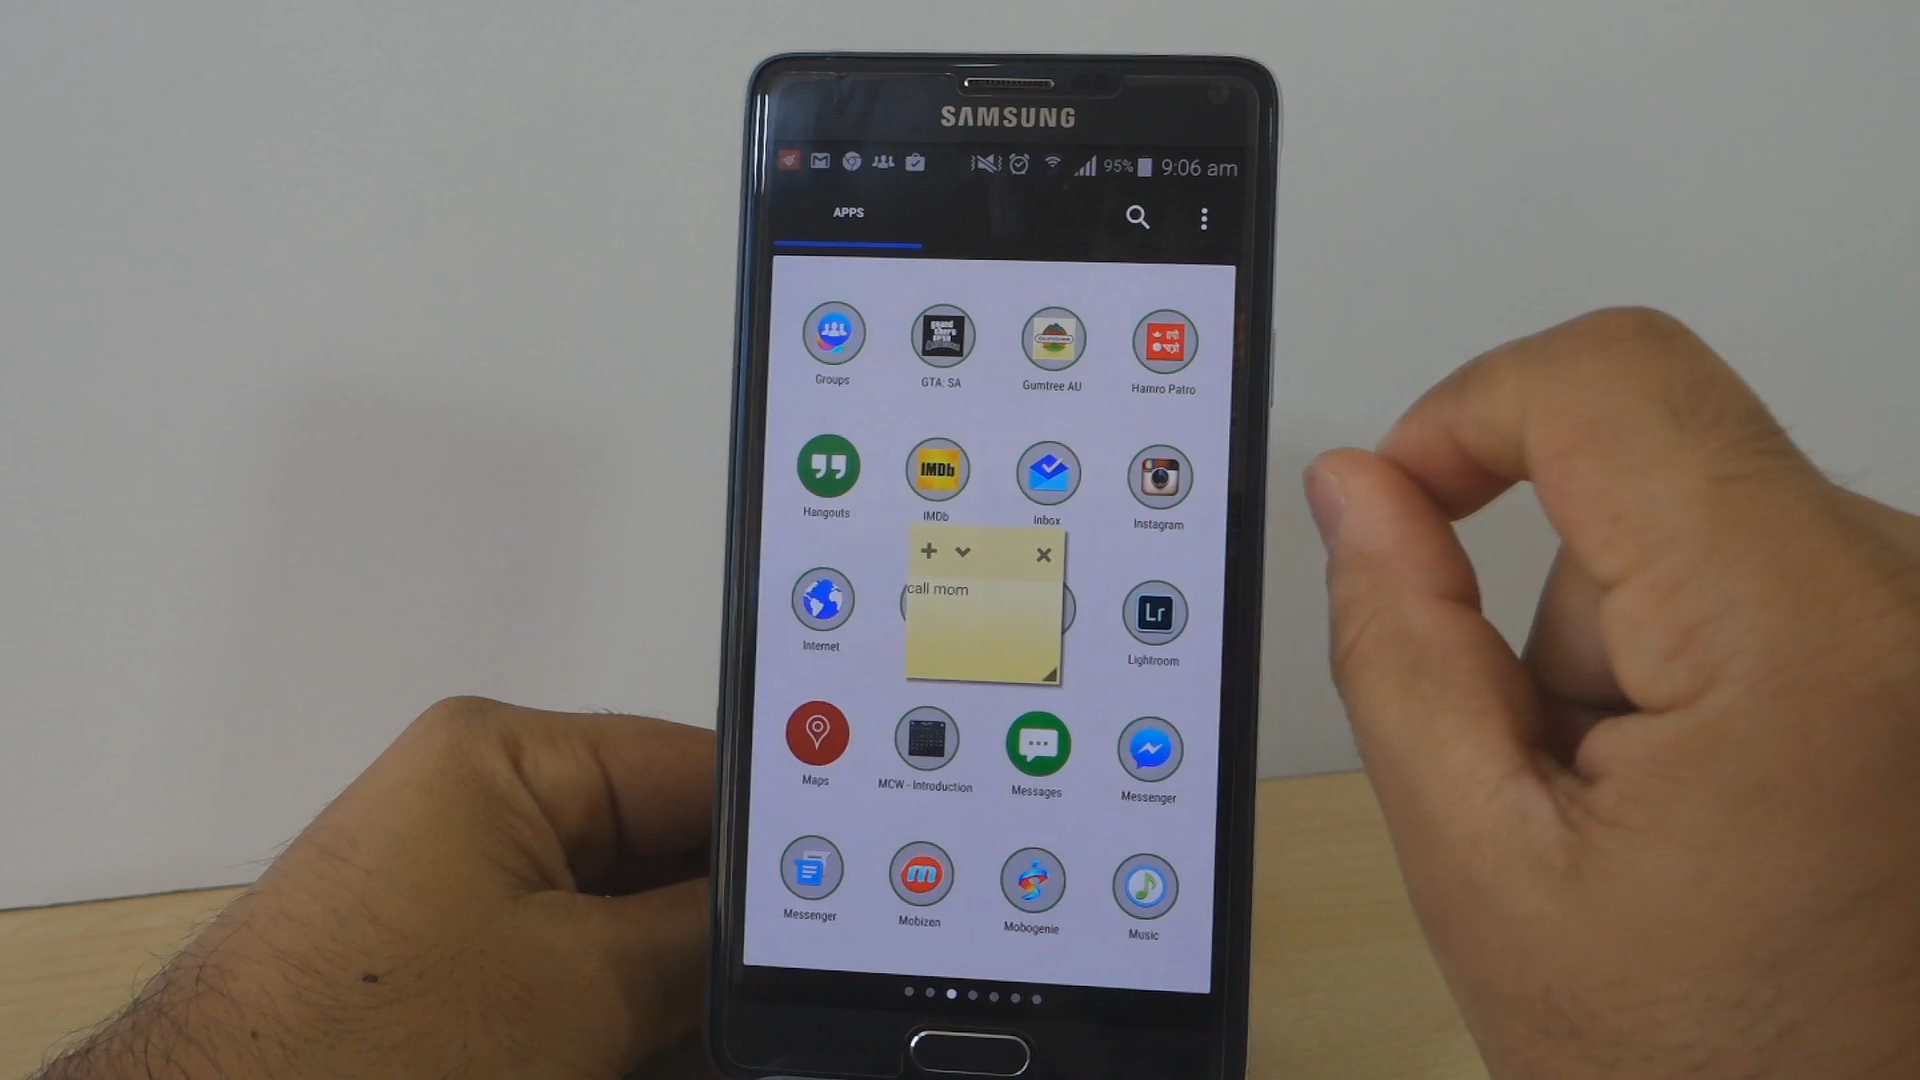 SAMSUNG
95% 9:06 am
APPS
Groups
GTA: SA
Gumtree AU
Hamro Patro
Hangouts
IMDb
IMDb
Inbox
Instagram
call mom
Internet
Lr
Lightroom
Maps
MCW - Introduction
Messages
Messenger
Messenger
m
Mobizen
Mobogenie
Music